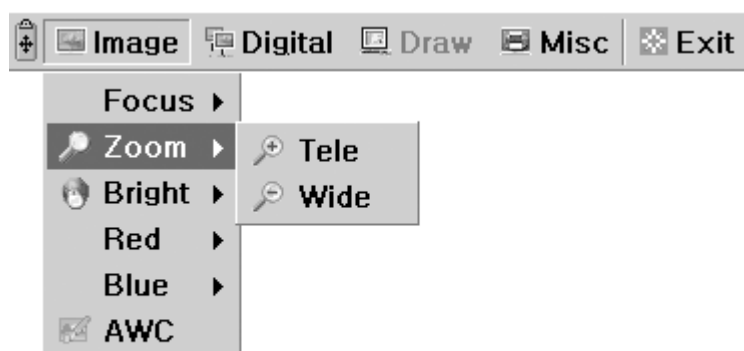 Image Digital Draw Misc Exit
Focus
Zoom
Tele
Bright
Wide
Red
Blue
AWC